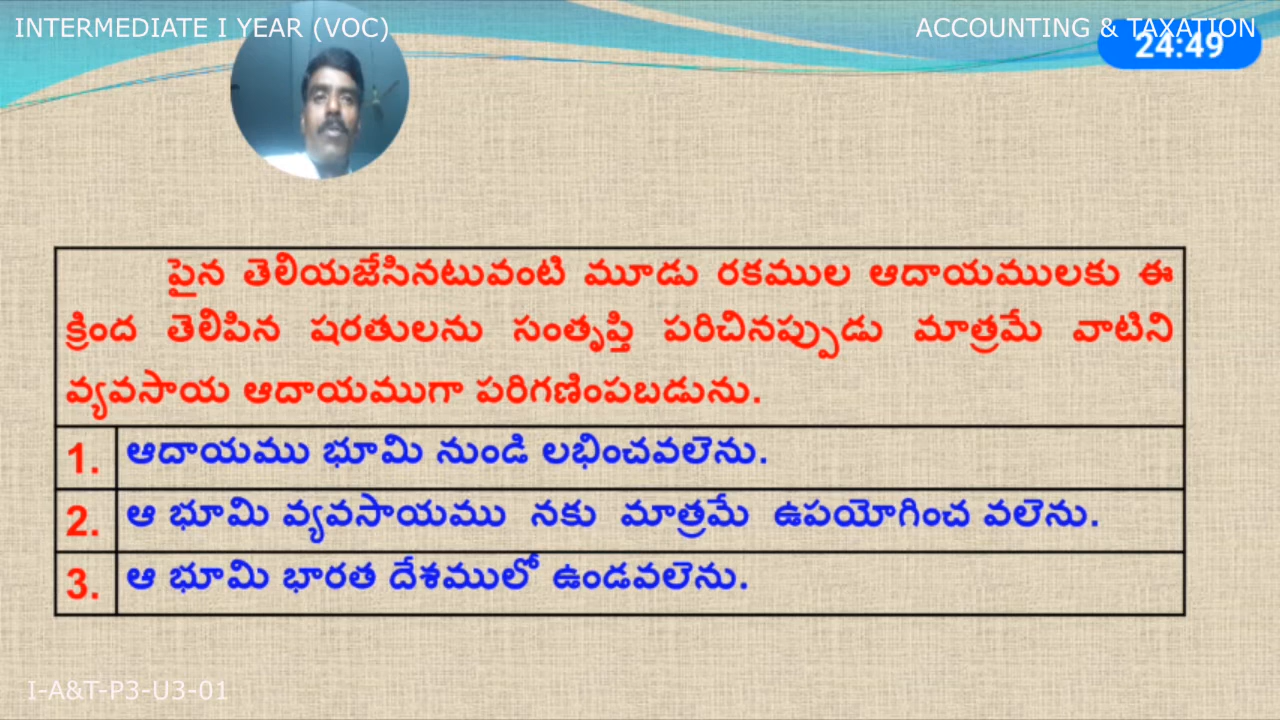 INTERMEDIATE I YEAR (VOC)
ACCOUNTING & TAXATION
24:49
పైన తెలియజేసినటువంటి మూడు రకముల ఆదాయములకు ఈ
క్రింద తెలిపిన షరతులను సంతృప్తి పరిచినప్పుడు మాత్రమే వాటిని
వ్యవసాయ ఆదాయముగా పరిగణింపబడును.
1. ఆదాయము భూమి నుండి లభించవలెను.
2. ఆ భూమి వ్యవసాయము నకు మాత్రమే ఉపయోగించ వలెను.
3. ఆ భూమి భారత దేశములో ఉండవలెను.
I-A&T-P3-U3-01